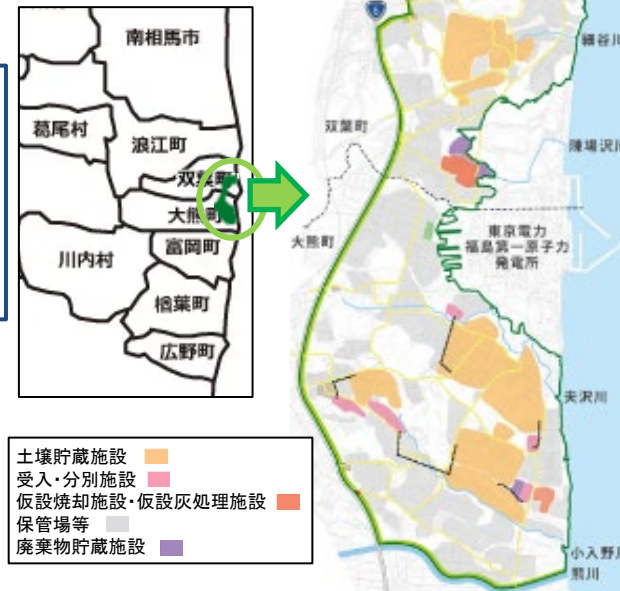 南相馬市
葛尾村
浪江町
双葉町
大熊町
富岡町
川内村
楢葉町
広野町
土壌貯蔵施設
受入・分別施設
仮設焼却施設・仮設灰処理施設
保管場等
廃棄物貯蔵施設
6
細谷川
双葉町
陳場沢川
大熊町
東京電力
福島第一原子力
発電所
夫沢川
小入野川
熊川